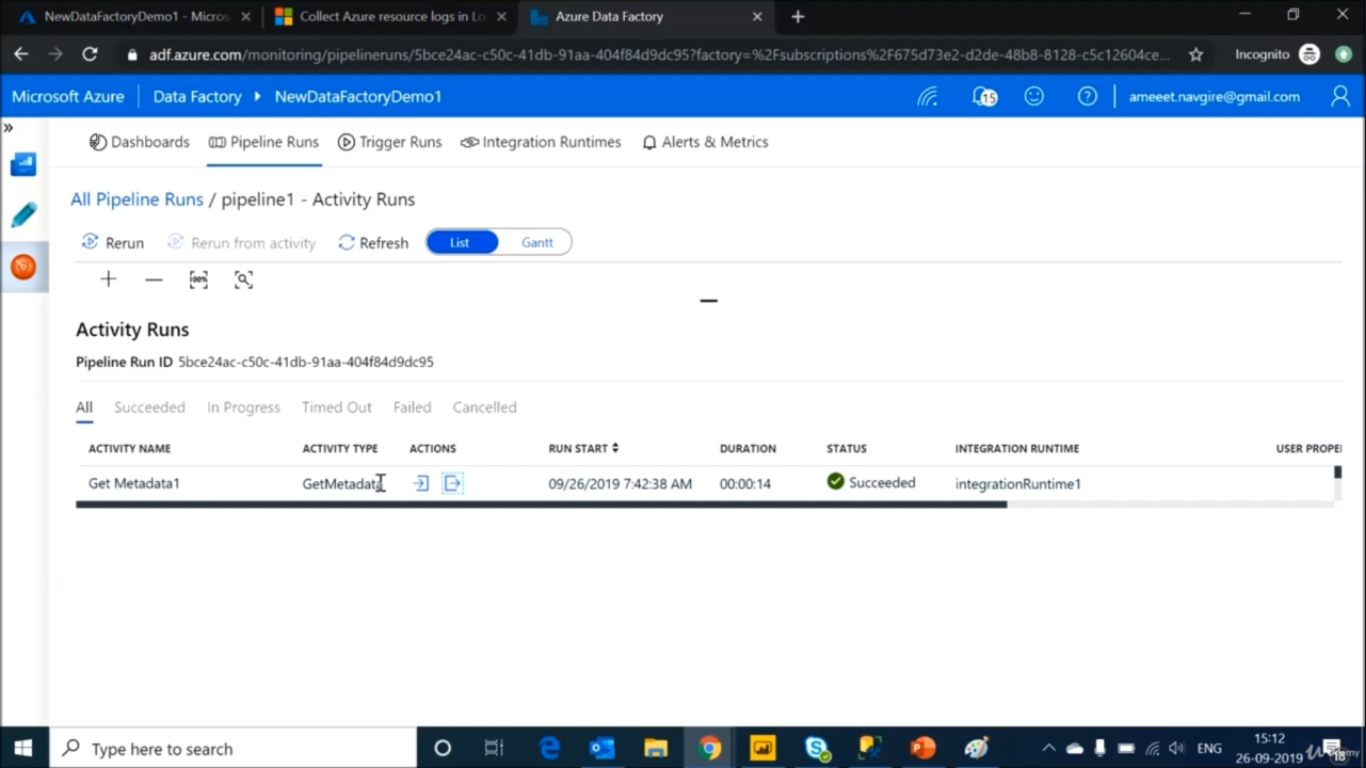 NewDataFactoryDemo1 - Micros
Collect Azure resource logs in Lo
Azure Data Factory
adf.azure.com/monitoring/pipelineruns/5bce24ac-c50c-41db-91aa-404f84d9dc95?factory=%2Fsubscriptions%2F675d73e2-d2de-48b8-8128-c5c12604ce...
Incognito
Microsoft Azure
Data Factory
NewDataFactoryDemo1
15
ameeet.navgire@gmail.com
Dashboards
Pipeline Runs
Trigger Runs
Integration Runtimes
Alerts & Metrics
All Pipeline Runs / pipeline1 - Activity Runs
Rerun
Rerun from activity
Refresh
List
Gantt
Activity Runs
Pipeline Run ID 5bce24ac-c50c-41db-91aa-404f84d9dc95
All
Succeeded
In Progress
Timed Out
Failed
Cancelled
ACTIVITY NAME
ACTIVITY TYPE
ACTIONS
RUN START
DURATION
STATUS
INTEGRATION RUNTIME
USER PROPE
Get Metadata1
GetMetadata
09/26/2019 7:42:38 AM
00:00:14
Succeeded
integrationRuntime1
Type here to search
ENG
15:12
26-09-2019
18